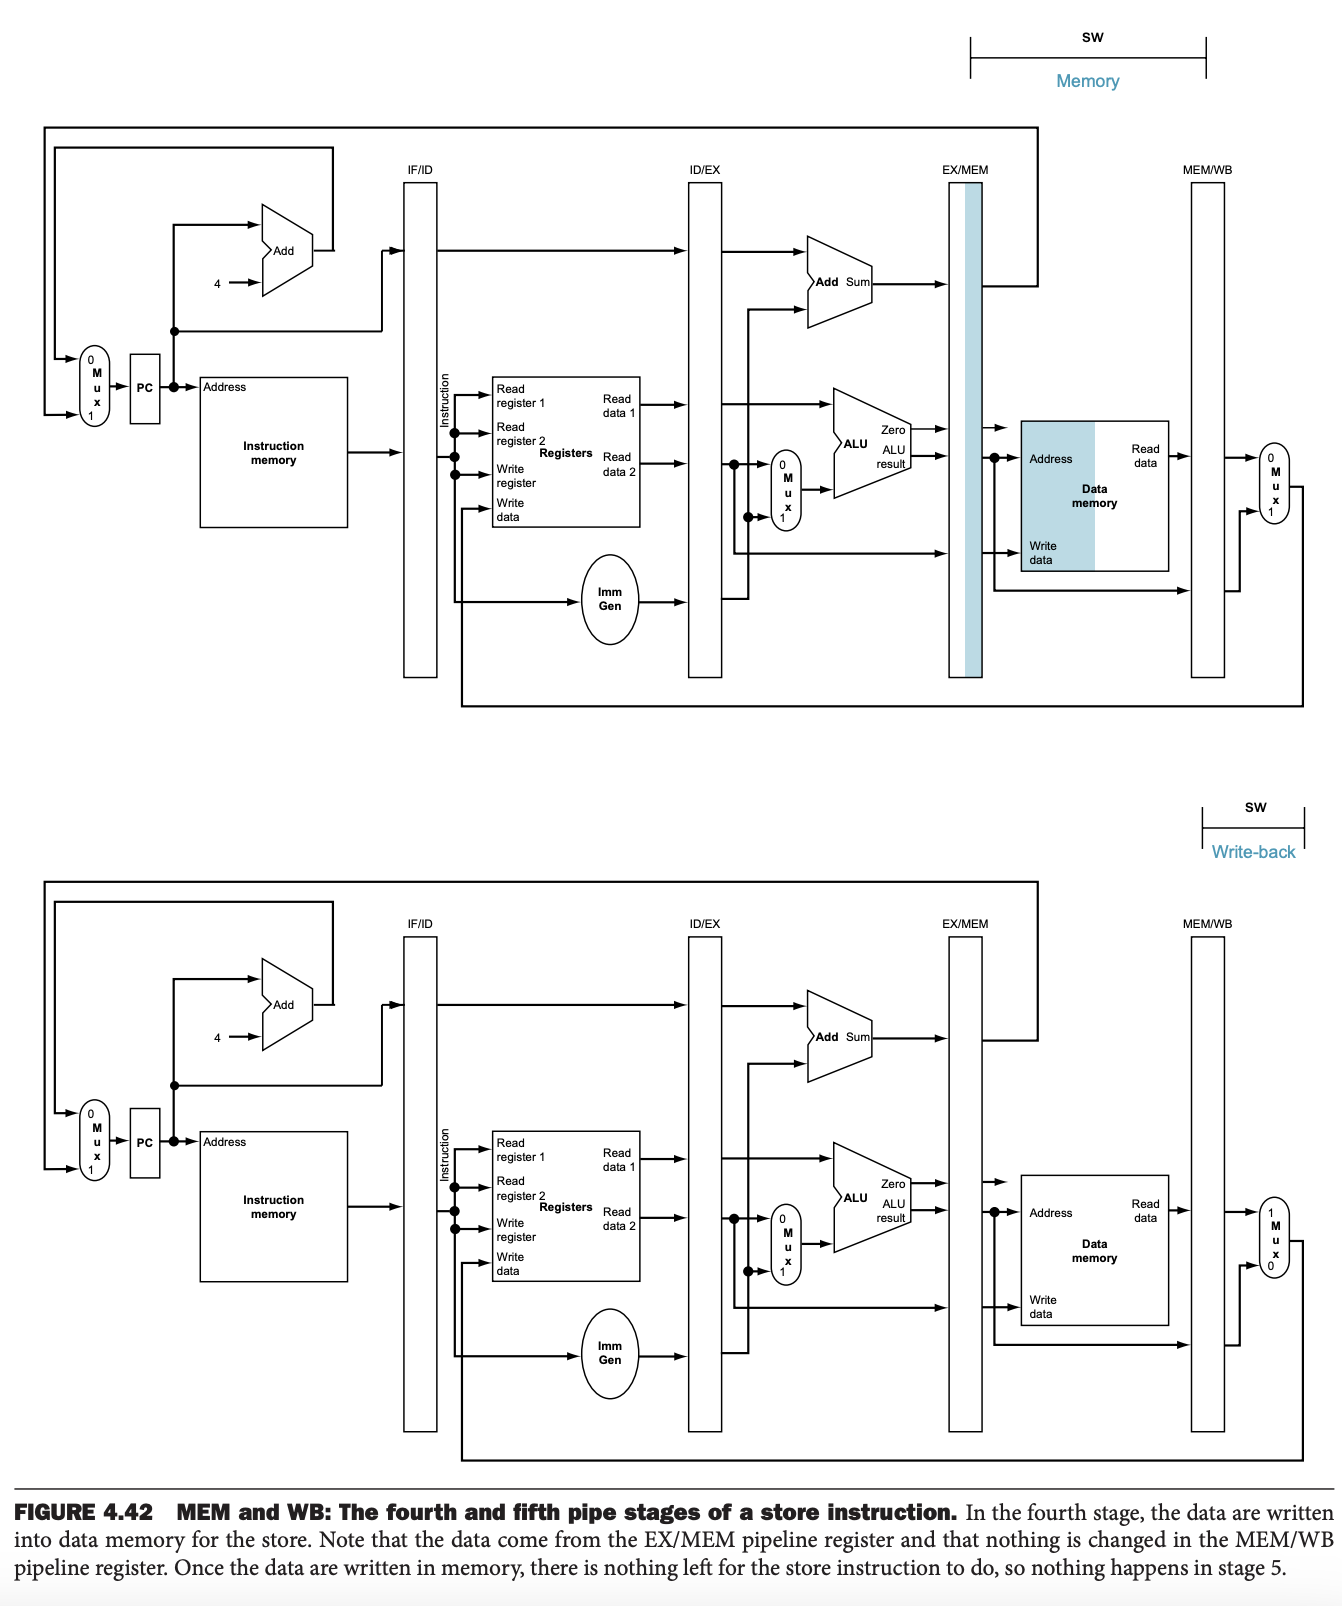 SW
Memory
IF/ID
ID/EX
EX/MEM
MEM/WB
Add
4
Add Sum
0
M
u
x
1
PC
Address
Instruction
memory
Instruction
Read
register 1
Read
register 2
Write
register
Write
data
Registers
Read
data 1
Read
data 2
Imm
Gen
0
M
u
x
1
ALU
Zero
ALU
result
Address
Write
data
Data
memory
Read
data
0
M
u
x
1
SW
Write-back
IF/ID
ID/EX
EX/MEM
MEM/WB
Add
4
Add Sum
0
M
u
x
1
PC
Address
Instruction
memory
Instruction
Read
register 1
Read
register 2
Write
register
Write
data
Registers
Read
data 1
Read
data 2
Imm
Gen
0
M
u
x
1
ALU
Zero
ALU
result
Address
Write
data
Data
memory
Read
data
1
M
u
x
0
FIGURE 4.42 MEM and WB: The fourth and fifth pipe stages of a store instruction. In the fourth stage, the data are written
into data memory for the store. Note that the data come from the EX/MEM pipeline register and that nothing is changed in the MEM/WB
pipeline register. Once the data are written in memory, there is nothing left for the store instruction to do, so nothing happens in stage 5.